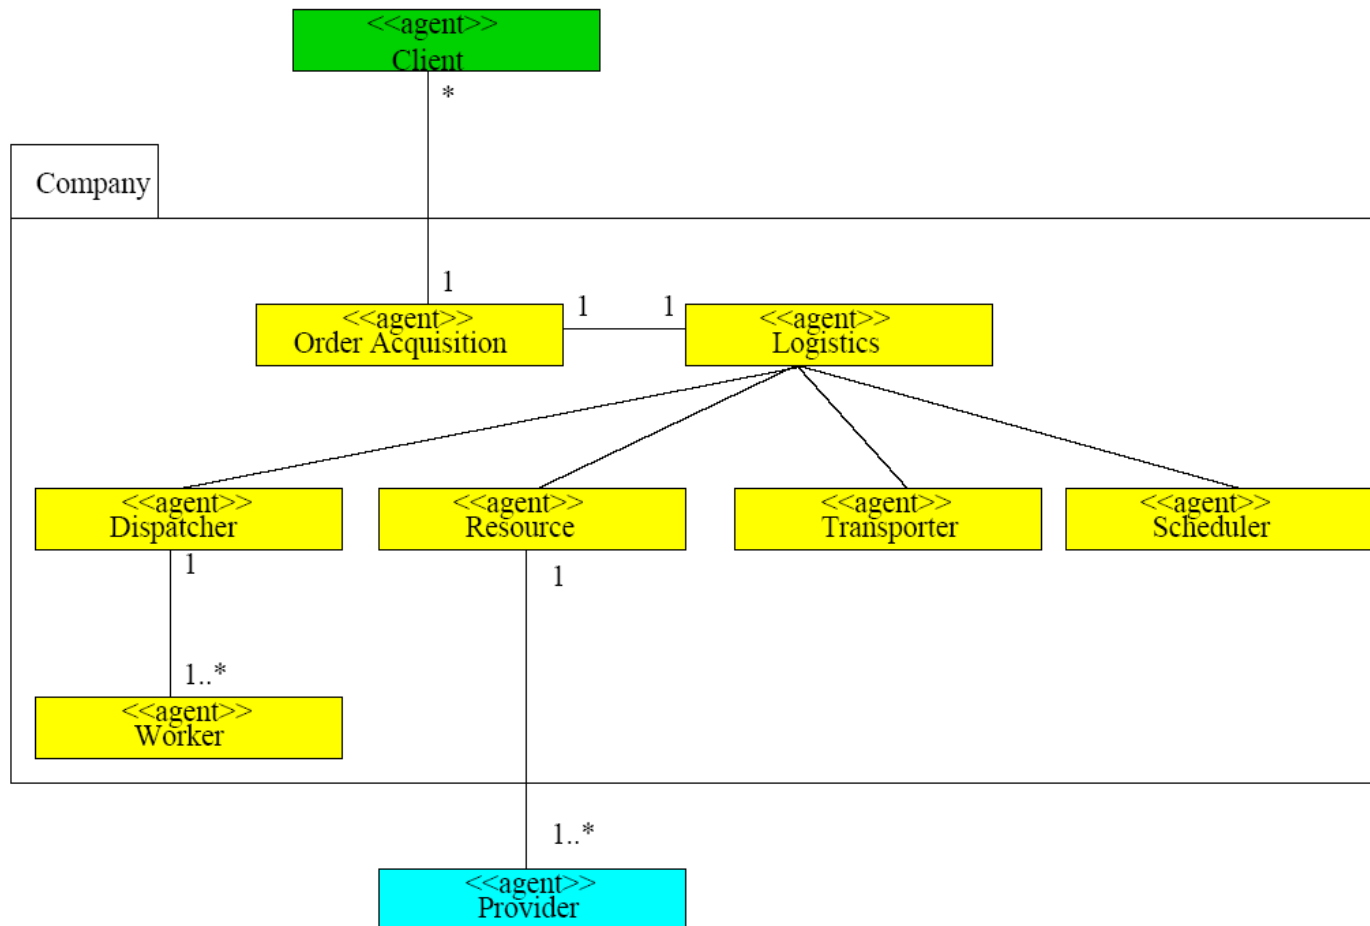 <<agent>>
Client
*
Company
1
<<agent>>
Order Acquisition
1
1
<<agent>>
Logistics
<<agent>>
Dispatcher
<<agent>>
Resource
<<agent>>
Transporter
<<agent>>
Scheduler
1
1
1..*
<<agent>>
Worker
1..*
<<agent>>
Provider